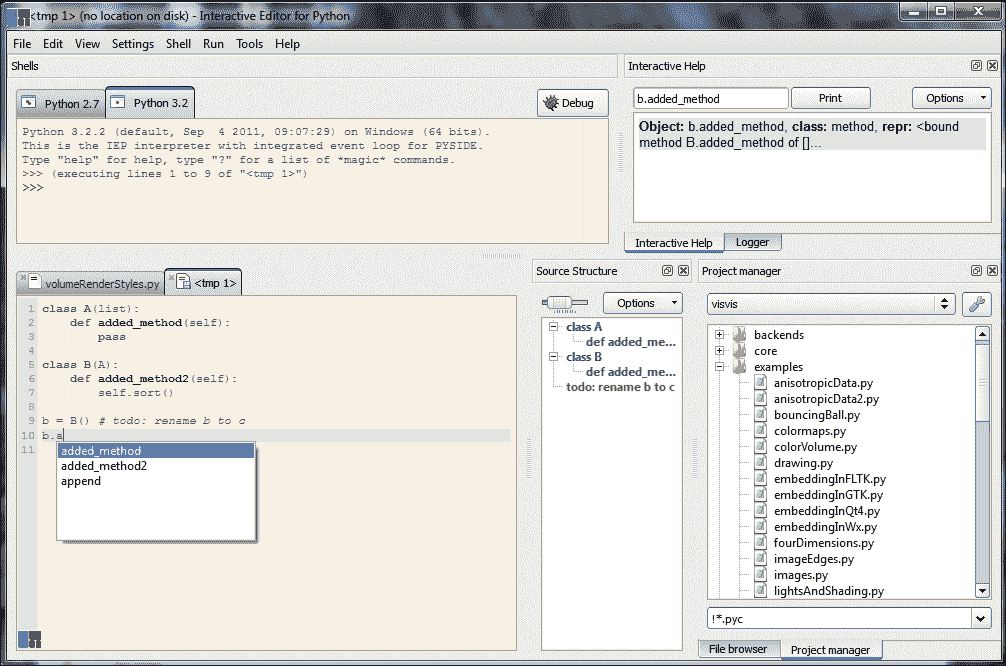 <tmp 1> (no location on disk) - Interactive Editor for Python
File Edit View Settings Shell Run Tools Help
Shells
Python 2.7 Python 3.2
Debug
Python 3.2.2 (default, Sep  4 2011, 09:07:29) on Windows (64 bits).
This is the IEP interpreter with integrated event loop for PYSIDE.
Type "help" for help, type "?" for a list of *magic* commands.
>>> (executing lines 1 to 9 of "<tmp 1>")
>>>
Interactive Help
b.added_method Print Options
Object: b.added_method, class: method, repr: <bound
method B.added_method of []...
Interactive Help Logger
volumeRenderStyles.py <tmp 1>
1 class A(list):
2     def added_method(self):
3         pass
4
5 class B(A):
6     def added_method2(self):
7         self.sort()
8
9 b = B() # todo: rename b to c
10 b.a
11
added_method
added_method2
append
Source Structure
Options
class A
def added_me...
class B
def added_me...
todo: rename b to c
Project manager
visvis
backends
core
examples
anisotropicData.py
anisotropicData2.py
bouncingBall.py
colormaps.py
colorVolume.py
drawing.py
embeddingInFLTK.py
embeddingInGTK.py
embeddingInQt4.py
embeddingInWx.py
fourDimensions.py
imageEdges.py
images.py
lightsAndShading.py
!*.pyc
File browser Project manager